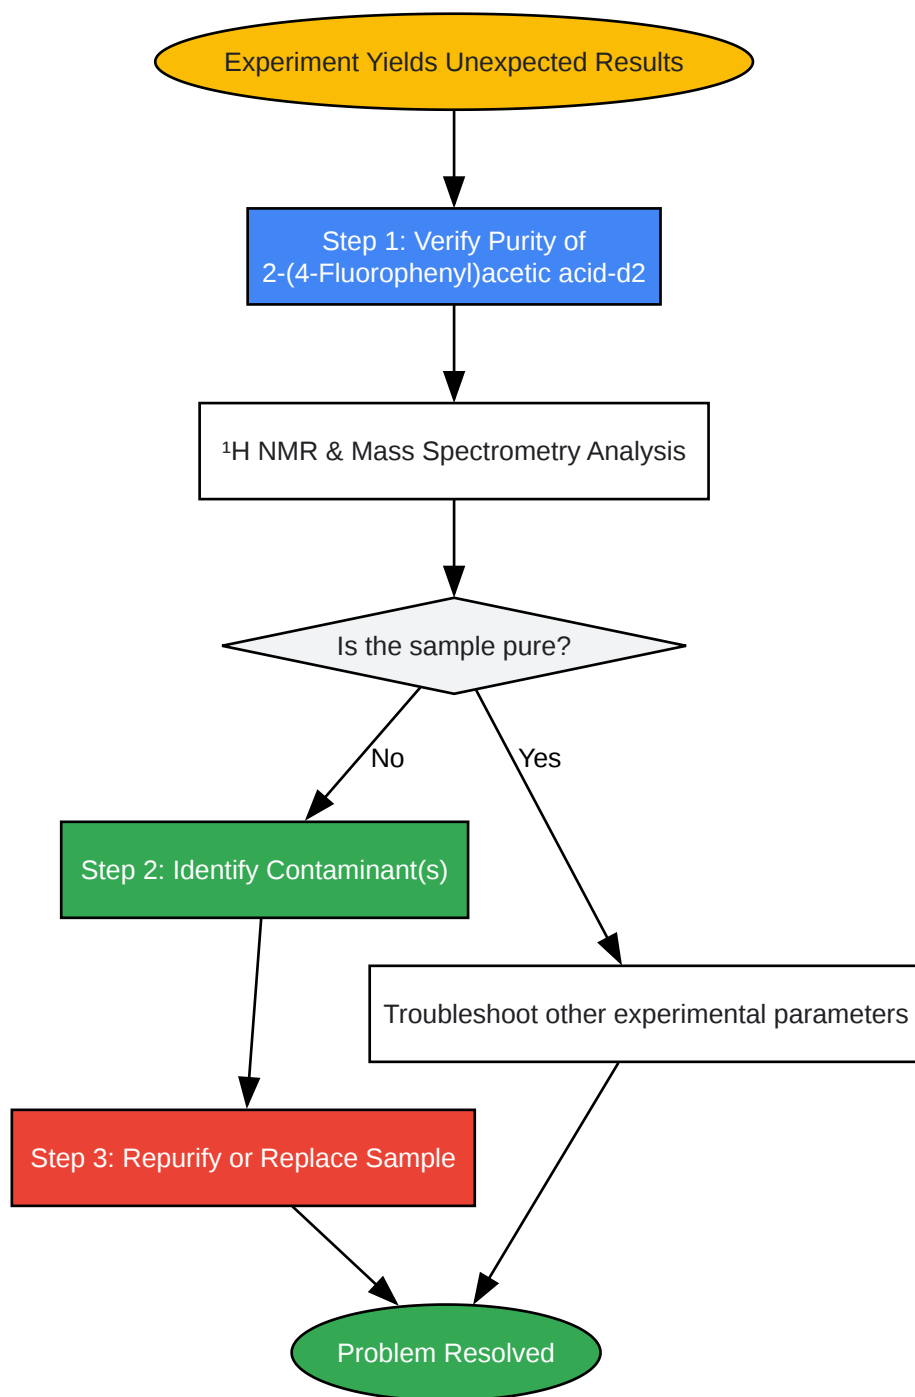 Experiment Yields Unexpected Results
Step 1: Verify Purity of
2-(4-Fluorophenyl)acetic acid-d2
¹H NMR & Mass Spectrometry Analysis
Is the sample pure?
No
Yes
Step 2: Identify Contaminant(s)
Troubleshoot other experimental parameters
Step 3: Repurify or Replace Sample
Problem Resolved